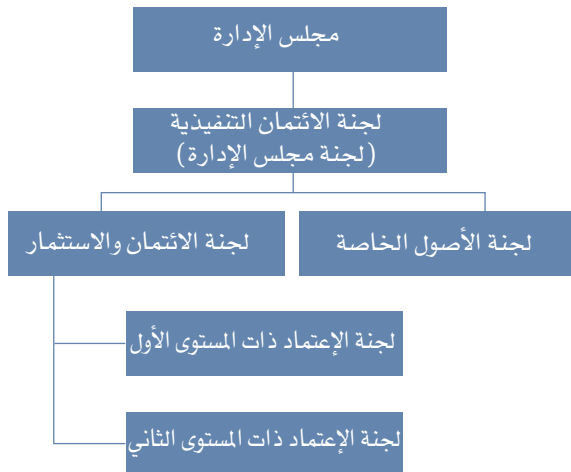 مجلس الإدارة
لجنة الائتمان التنفيذية
(لجنة مجلس الإدارة)
لجنة الأصول الخاصة
لجنة الائتمان والاستثمار
لجنة الإعتماد ذات المستوى الأول
لجنة الإعتماد ذات المستوى الثاني